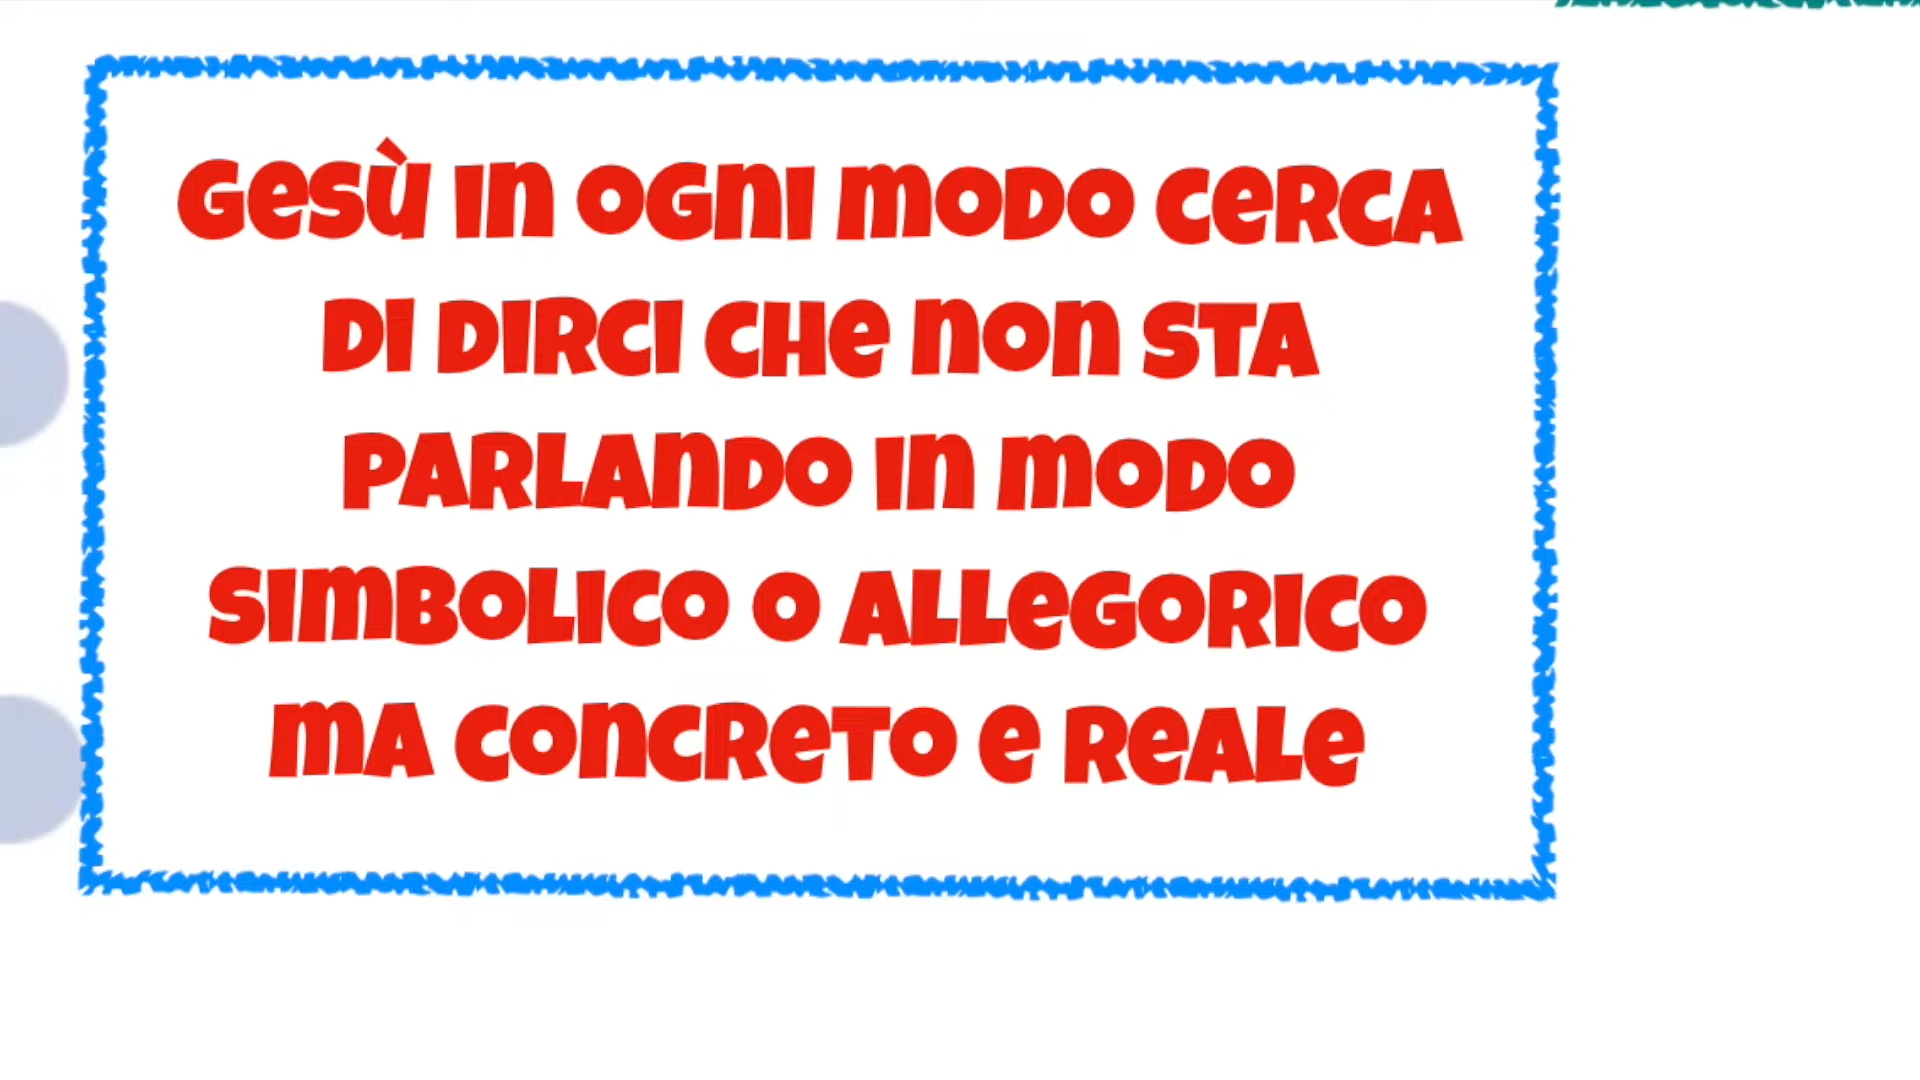 Gesù in ogni modo cerca
di dirci che non sta
parlando in modo
simbolico o allegorico
ma concreto e reale